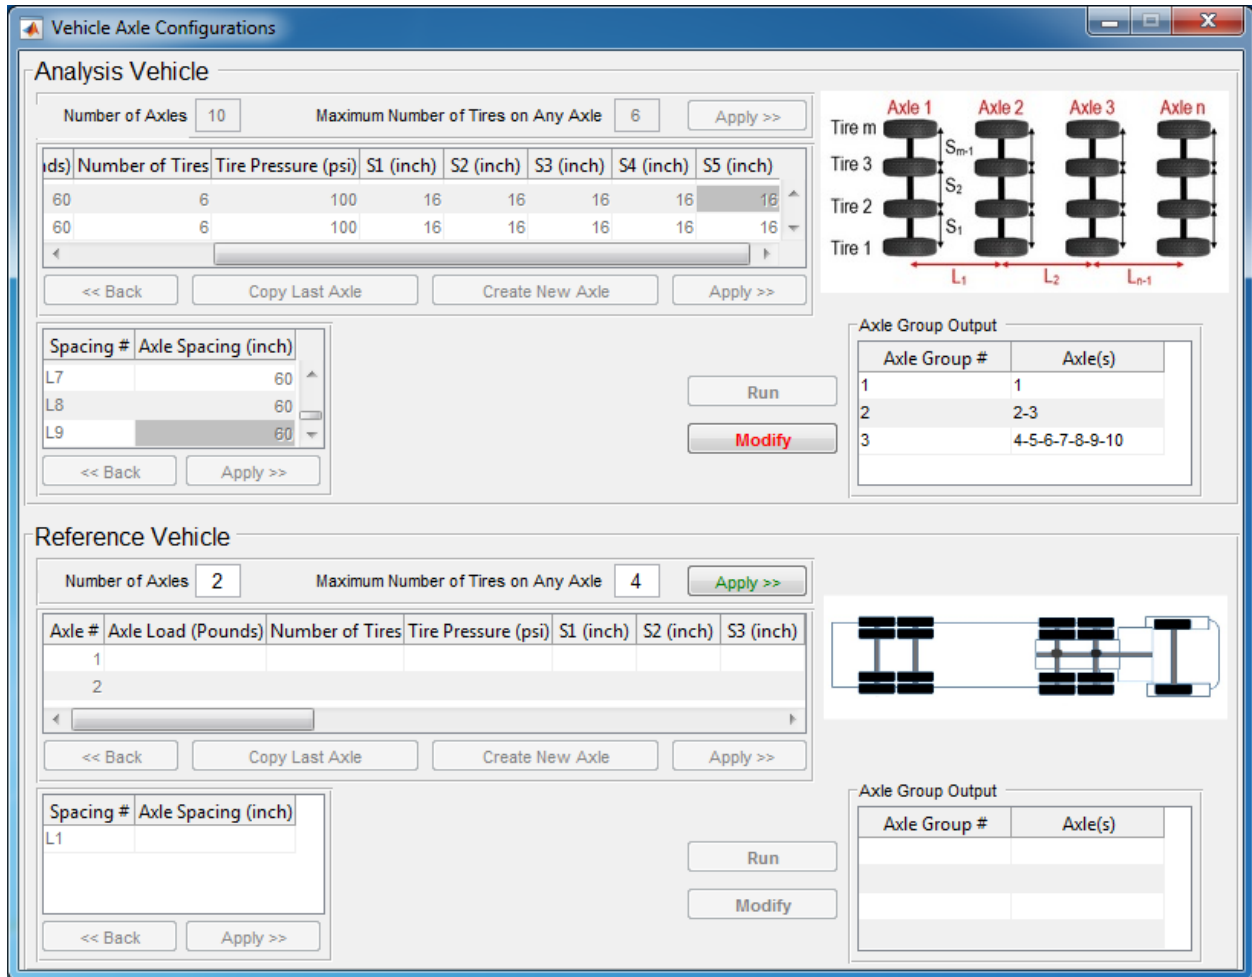 Vehicle Axle Configurations
Analysis Vehicle
Number of Axles 10 Maximum Number of Tires on Any Axle 6 Apply >>
ids) Number of Tires Tire Pressure (psi) S1 (inch) S2 (inch) S3 (inch) S4 (inch) S5 (inch)
60 6 100 16 16 16 16 16
60 6 100 16 16 16 16 16
<< Back Copy Last Axle Create New Axle Apply >>
Axle 1 Axle 2 Axle 3 Axle n
Tire m
Sm-1
Tire 3
S2
Tire 2
S1
Tire 1
L1 L2 Ln-1
Spacing # Axle Spacing (inch)
L7 60
L8 60
L9 60
<< Back Apply >>
Run
Modify
Axle Group Output
Axle Group # Axle(s)
1 1
2 2-3
3 4-5-6-7-8-9-10
Reference Vehicle
Number of Axles 2 Maximum Number of Tires on Any Axle 4 Apply >>
Axle # Axle Load (Pounds) Number of Tires Tire Pressure (psi) S1 (inch) S2 (inch) S3 (inch)
1
2
<< Back Copy Last Axle Create New Axle Apply >>
Spacing # Axle Spacing (inch)
L1
<< Back Apply >>
Run
Modify
Axle Group Output
Axle Group # Axle(s)